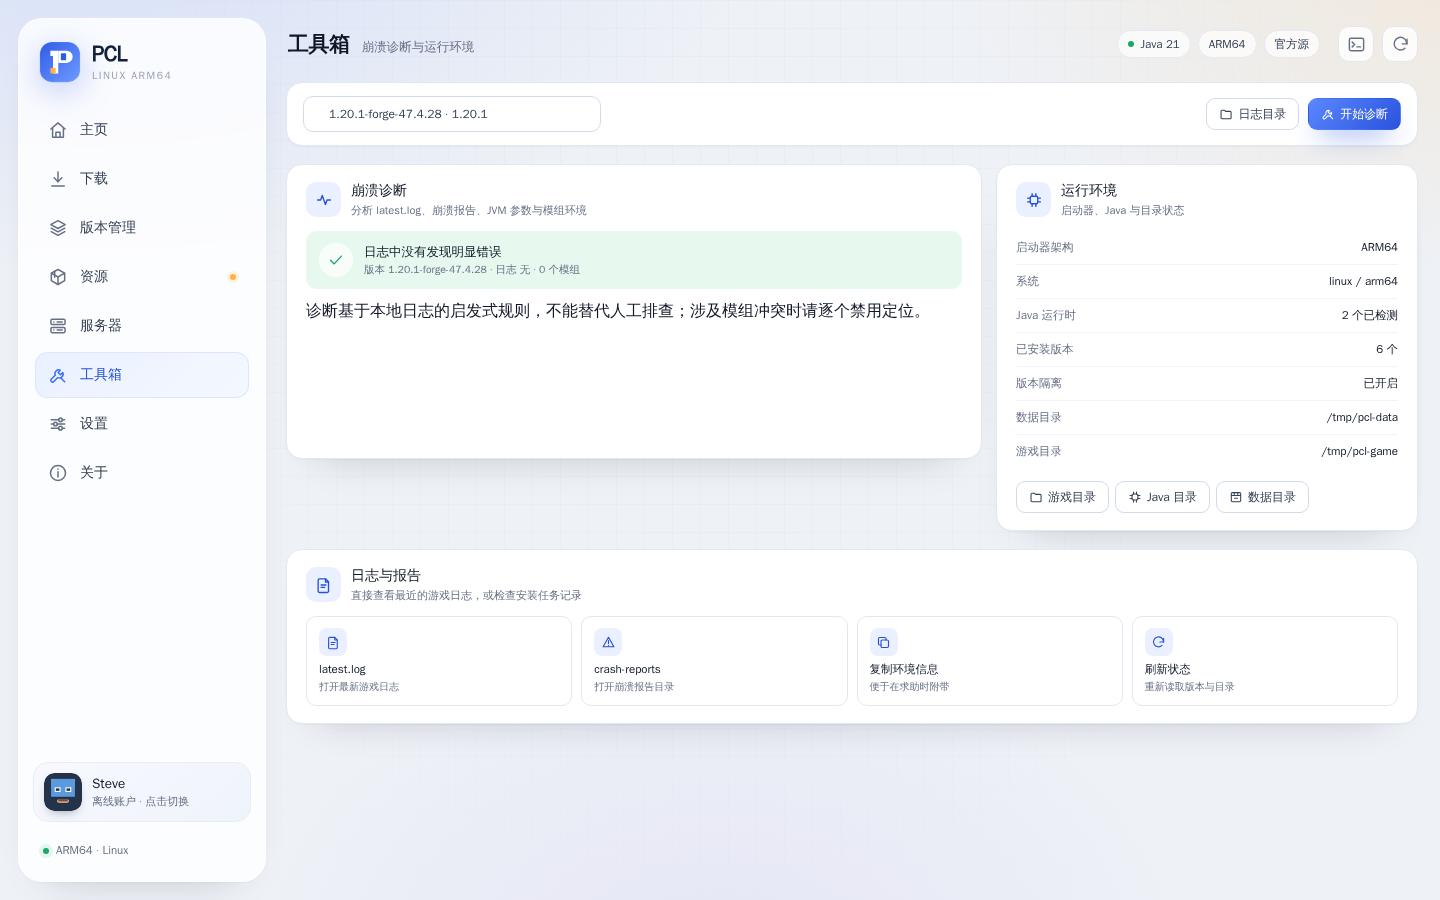 PCL
LINUX ARM64
主页
下载
版本管理
资源
服务器
工具箱
设置
关于
Steve
离线账户 · 点击切换
ARM64 · Linux
工具箱 崩溃诊断与运行环境
Java 21
ARM64
官方源
1.20.1-forge-47.4.28 · 1.20.1
日志目录
开始诊断
崩溃诊断
分析 latest.log、崩溃报告、JVM 参数与模组环境
日志中没有发现明显错误
版本 1.20.1-forge-47.4.28 · 日志 无 · 0 个模组
诊断基于本地日志的启发式规则，不能替代人工排查；涉及模组冲突时请逐个禁用定位。
运行环境
启动器、Java 与目录状态
启动器架构 ARM64
系统 linux / arm64
Java 运行时 2 个已检测
已安装版本 6 个
版本隔离 已开启
数据目录 /tmp/pcl-data
游戏目录 /tmp/pcl-game
游戏目录
Java 目录
数据目录
日志与报告
直接查看最近的游戏日志，或检查安装任务记录
latest.log
打开最新游戏日志
crash-reports
打开崩溃报告目录
复制环境信息
便于在求助时附带
刷新状态
重新读取版本与目录